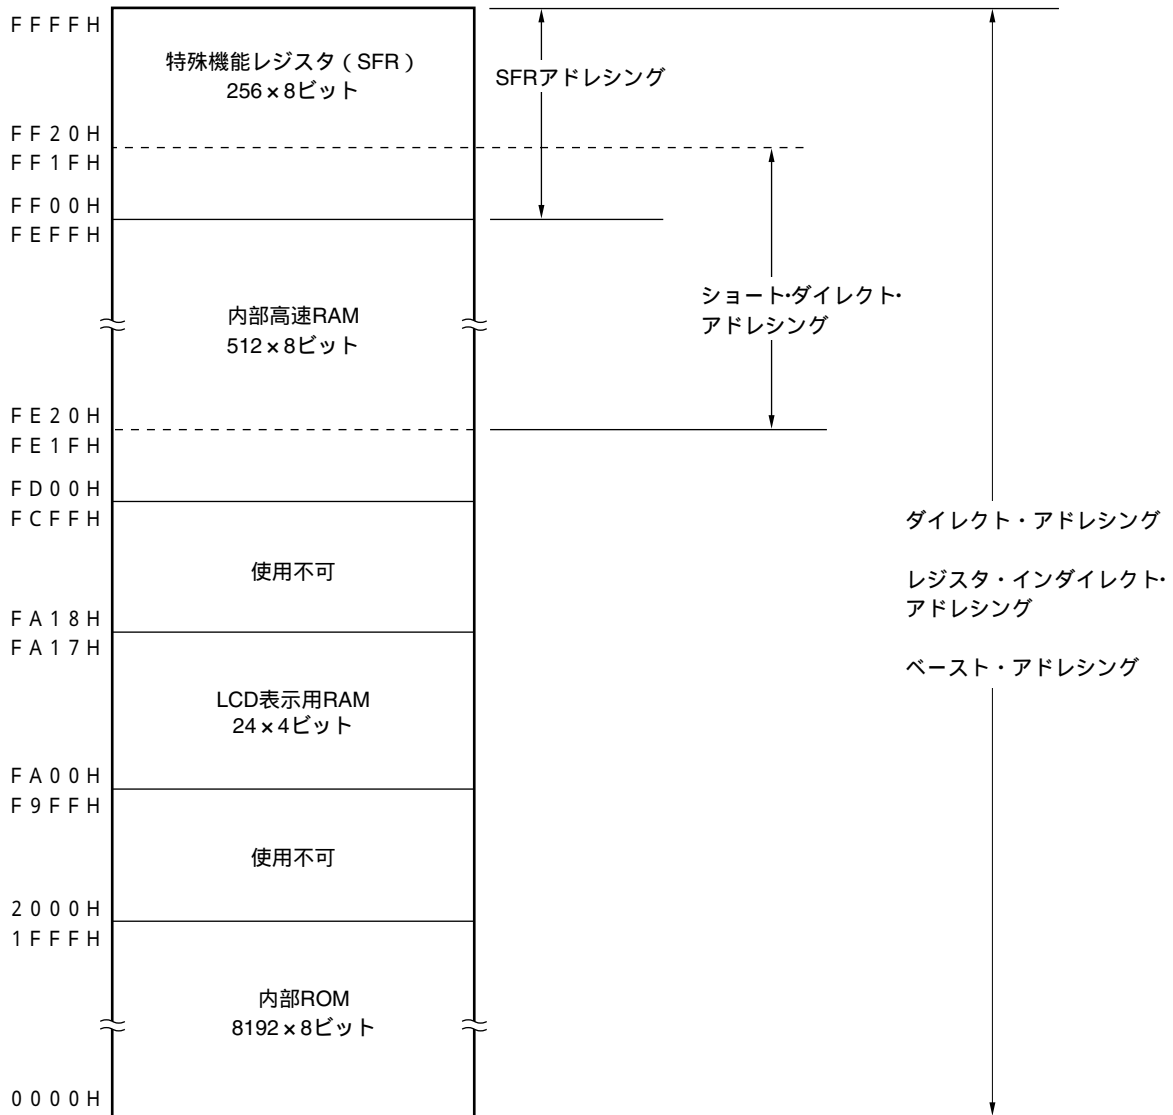 FFFFH
特殊機能レジスタ（SFR）
256×8ビット
SFRアドレシング
FF20H
FF1FH
FF00H
FEFFH
ショート・ダイレクト・
アドレシング
内部高速RAM
512×8ビット
FE20H
FE1FH
FD00H
FCFFH
ダイレクト・アドレシング
使用不可
レジスタ・インダイレクト・
アドレシング
FA18H
FA17H
ベースト・アドレシング
LCD表示用RAM
24×4ビット
FA00H
F9FFH
使用不可
2000H
1FFFH
内部ROM
8192×8ビット
0000H